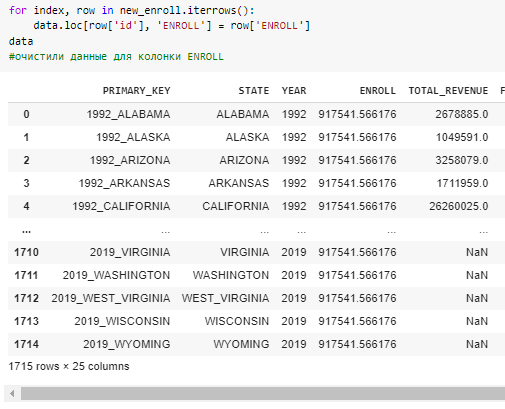 for index, row in new_enroll.iterrows():
    data.loc[row['id'], 'ENROLL'] = row['ENROLL']
data
#очистили данные для колонки ENROLL
PRIMARY_KEY STATE YEAR ENROLL TOTAL_REVENUE F
0 1992_ALABAMA ALABAMA 1992 917541.566176 2678885.0
1 1992_ALASKA ALASKA 1992 917541.566176 1049591.0
2 1992_ARIZONA ARIZONA 1992 917541.566176 3258079.0
3 1992_ARKANSAS ARKANSAS 1992 917541.566176 1711959.0
4 1992_CALIFORNIA CALIFORNIA 1992 917541.566176 26260025.0
... ... ... ... ... ...
1710 2019_VIRGINIA VIRGINIA 2019 917541.566176 NaN
1711 2019_WASHINGTON WASHINGTON 2019 917541.566176 NaN
1712 2019_WEST_VIRGINIA WEST_VIRGINIA 2019 917541.566176 NaN
1713 2019_WISCONSIN WISCONSIN 2019 917541.566176 NaN
1714 2019_WYOMING WYOMING 2019 917541.566176 NaN
1715 rows × 25 columns